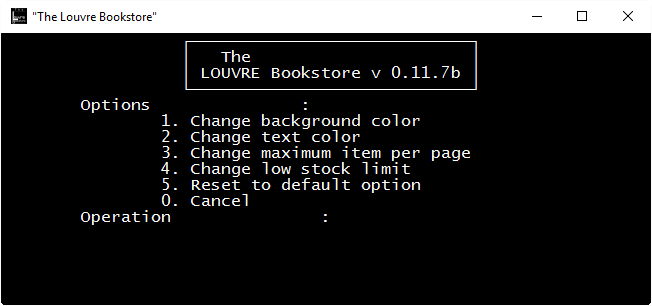 "The Louvre Bookstore"
The
LOUVRE Bookstore v 0.11.7b
Options :
1. Change background color
2. Change text color
3. Change maximum item per page
4. Change low stock limit
5. Reset to default option
0. Cancel
Operation :